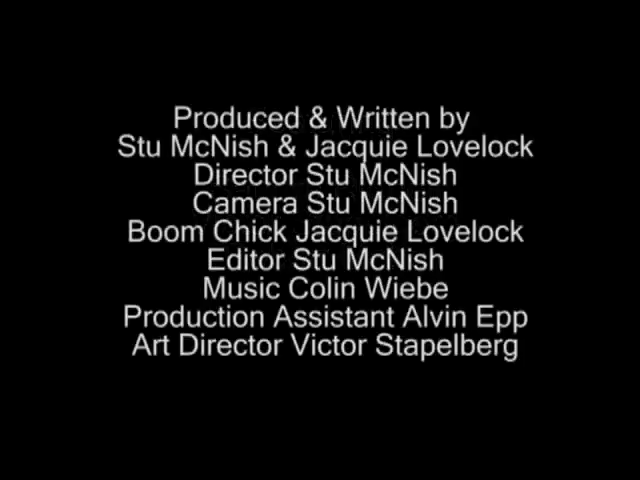 Produced & Written by
Stu McNish & Jacquie Lovelock
Director Stu McNish
Camera Stu McNish
Boom Chick Jacquie Lovelock
Editor Stu McNish
Music Colin Wiebe
Production Assistant Alvin Epp
Art Director Victor Stapelberg